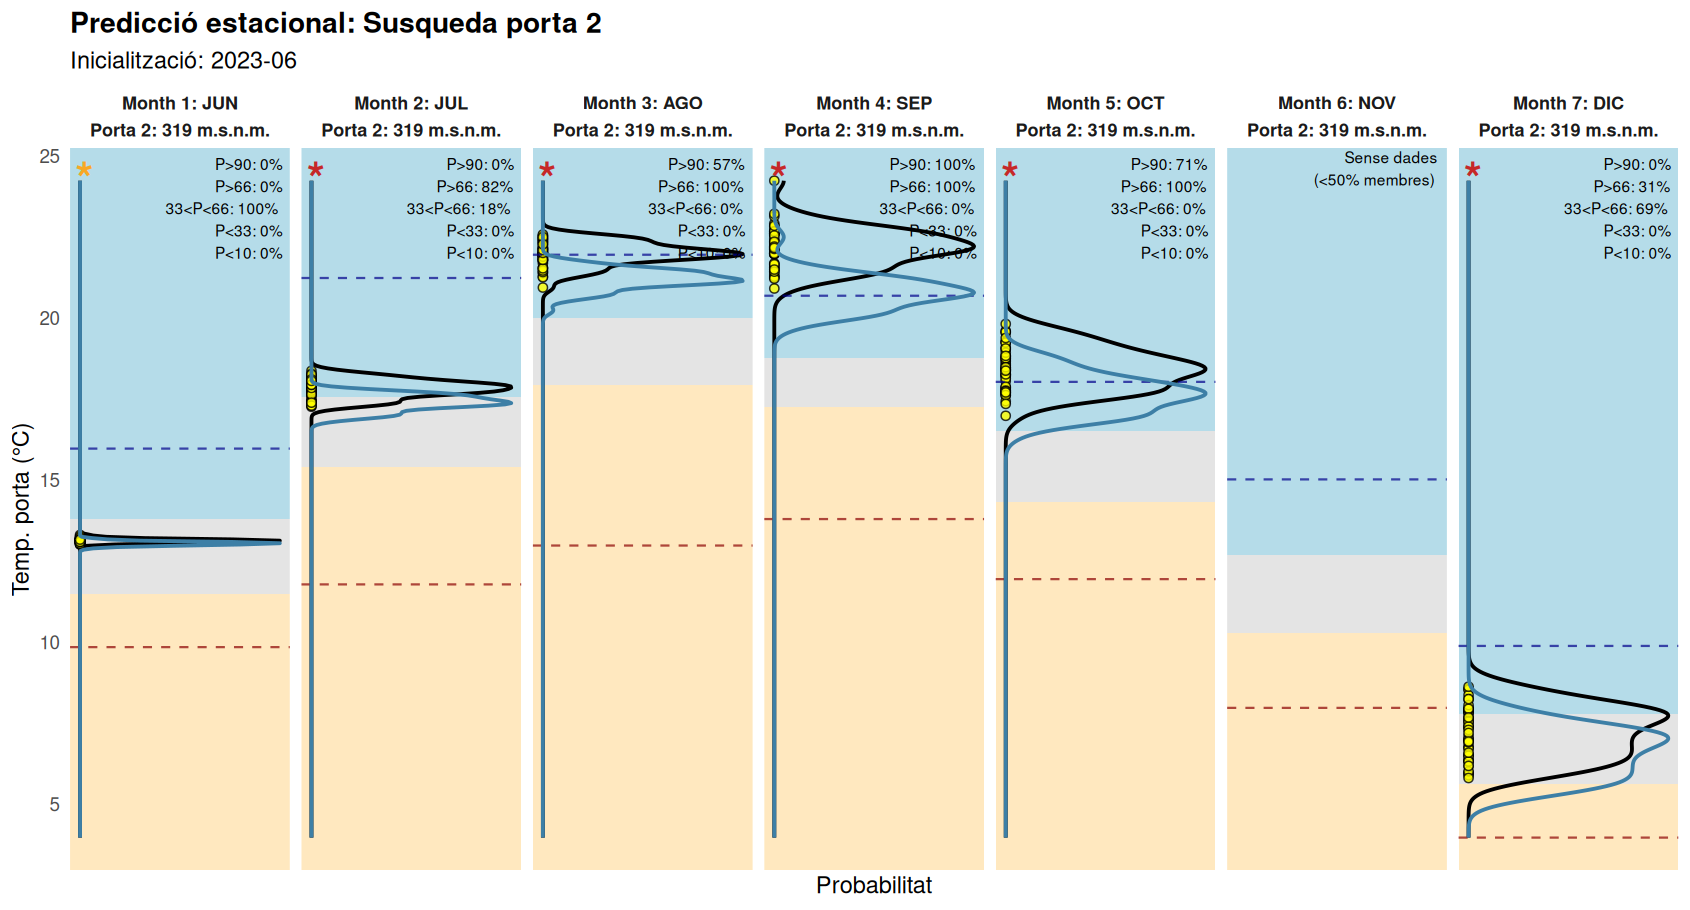 Predicció estacional: Susqueda porta 2
Inicialització: 2023-06
Month 1: JUN
Porta 2: 319 m.s.n.m.
Month 2: JUL
Porta 2: 319 m.s.n.m.
Month 3: AGO
Porta 2: 319 m.s.n.m.
Month 4: SEP
Porta 2: 319 m.s.n.m.
Month 5: OCT
Porta 2: 319 m.s.n.m.
Month 6: NOV
Porta 2: 319 m.s.n.m.
Month 7: DIC
Porta 2: 319 m.s.n.m.
Temp. porta (°C)
25
20
15
10
5
*
P>90: 0%
P>66: 0%
33<P<66: 100%
P<33: 0%
P<10: 0%
*
P>90: 0%
P>66: 82%
33<P<66: 18%
P<33: 0%
P<10: 0%
*
P>90: 57%
P>66: 100%
33<P<66: 0%
P<33: 0%
P<10: 0%
*
P>90: 100%
P>66: 100%
33<P<66: 0%
P<33: 0%
P<10: 0%
*
P>90: 71%
P>66: 100%
33<P<66: 0%
P<33: 0%
P<10: 0%
Sense dades
(<50% membres)
*
P>90: 0%
P>66: 31%
33<P<66: 69%
P<33: 0%
P<10: 0%
Probabilitat